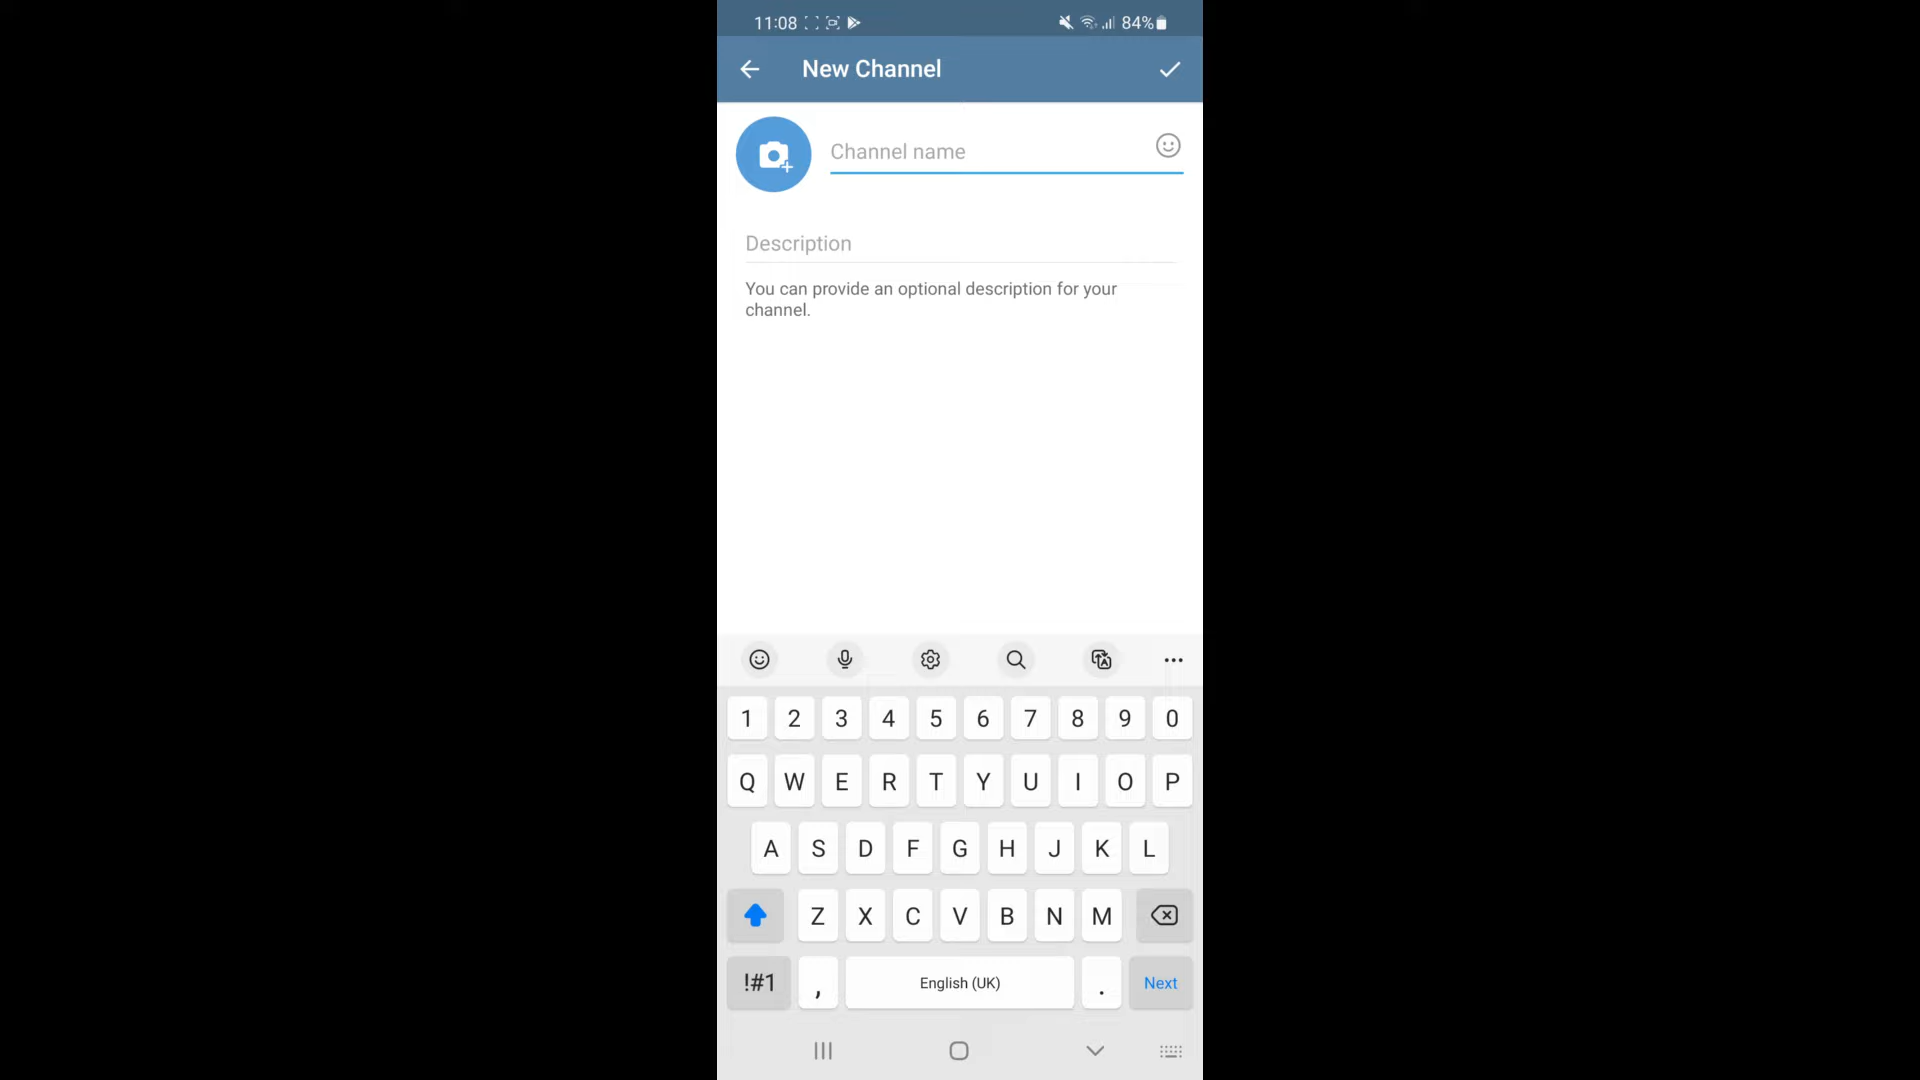 11:08 84%
New Channel
Channel name
Description
You can provide an optional description for your
channel.
1 2 3 4 5 6 7 8 9 0
Q W E R T Y U I O P
A S D F G H J K L
Z X C V B N M
!#1 , English (UK) . Next